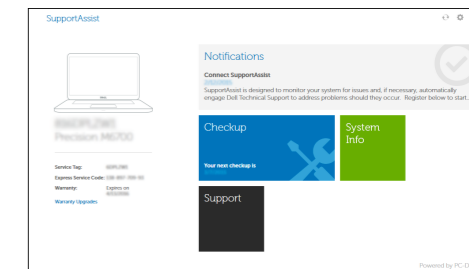 SupportAssist
Notifications
Connect SupportAssist
SupportAssist is designed to monitor your system for issues and, if necessary, automatically
engage Dell Technical Support to address problems should they occur. Register below to start.
Precision M6700
Checkup
Your next checkup is
System
Info
Service Tag:
Express Service Code:
Warranty:
Expires on
Warranty Upgrades
Support
Powered by PC-D